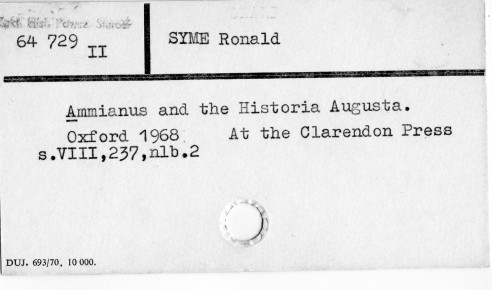 64 729 II
SYME Ronald
Ammianus and the Historia Augusta.
Oxford 1968 At the Clarendon Press
s.VIII,237,nlb.2
DUJ. 693/70. 10 000.